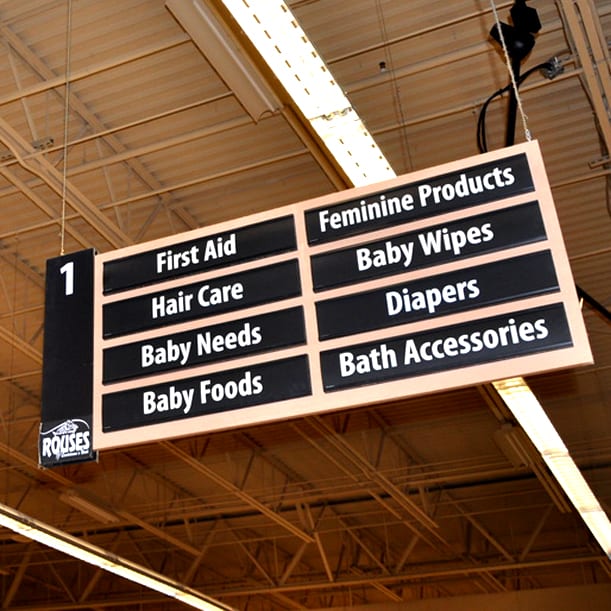 1
First Aid
Hair Care
Baby Needs
Baby Foods
Feminine Products
Baby Wipes
Diapers
Bath Accessories
ROUSES